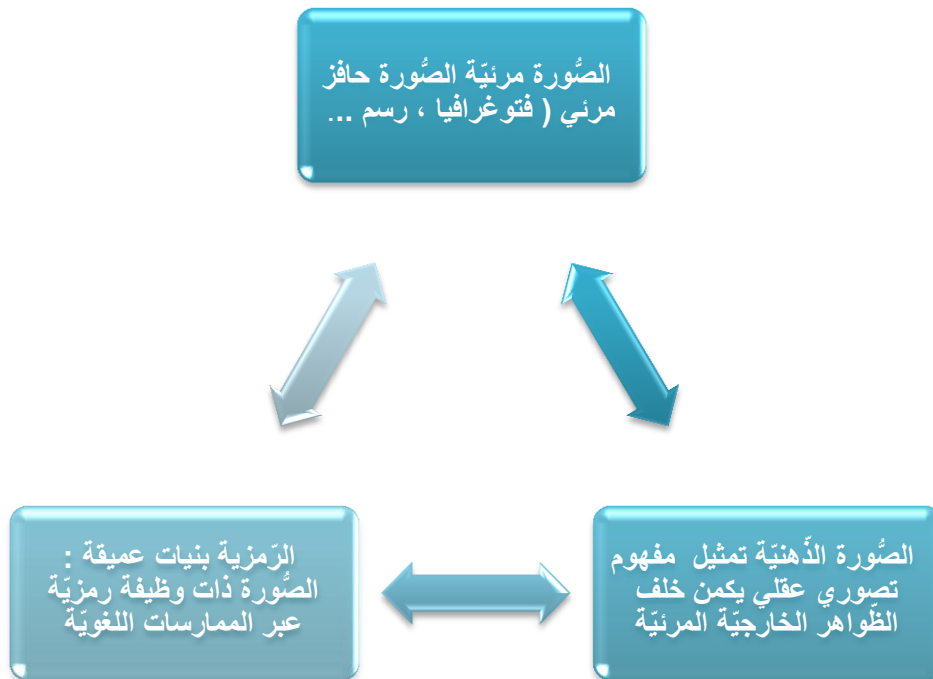 الصُّورة مرئيّة الصُّورة حافز
مرئي ( فتوغرافيا ، رسم ...
الصُّورة الذّهنيّة تمثيل مفهوم
تصوري عقلي يكمن خلف
الظّواهر الخارجيّة المرئيّة
الرّمزية بنيات عميقة :
الصُّورة ذات وظيفة رمزيّة
عبر الممارسات اللغويّة